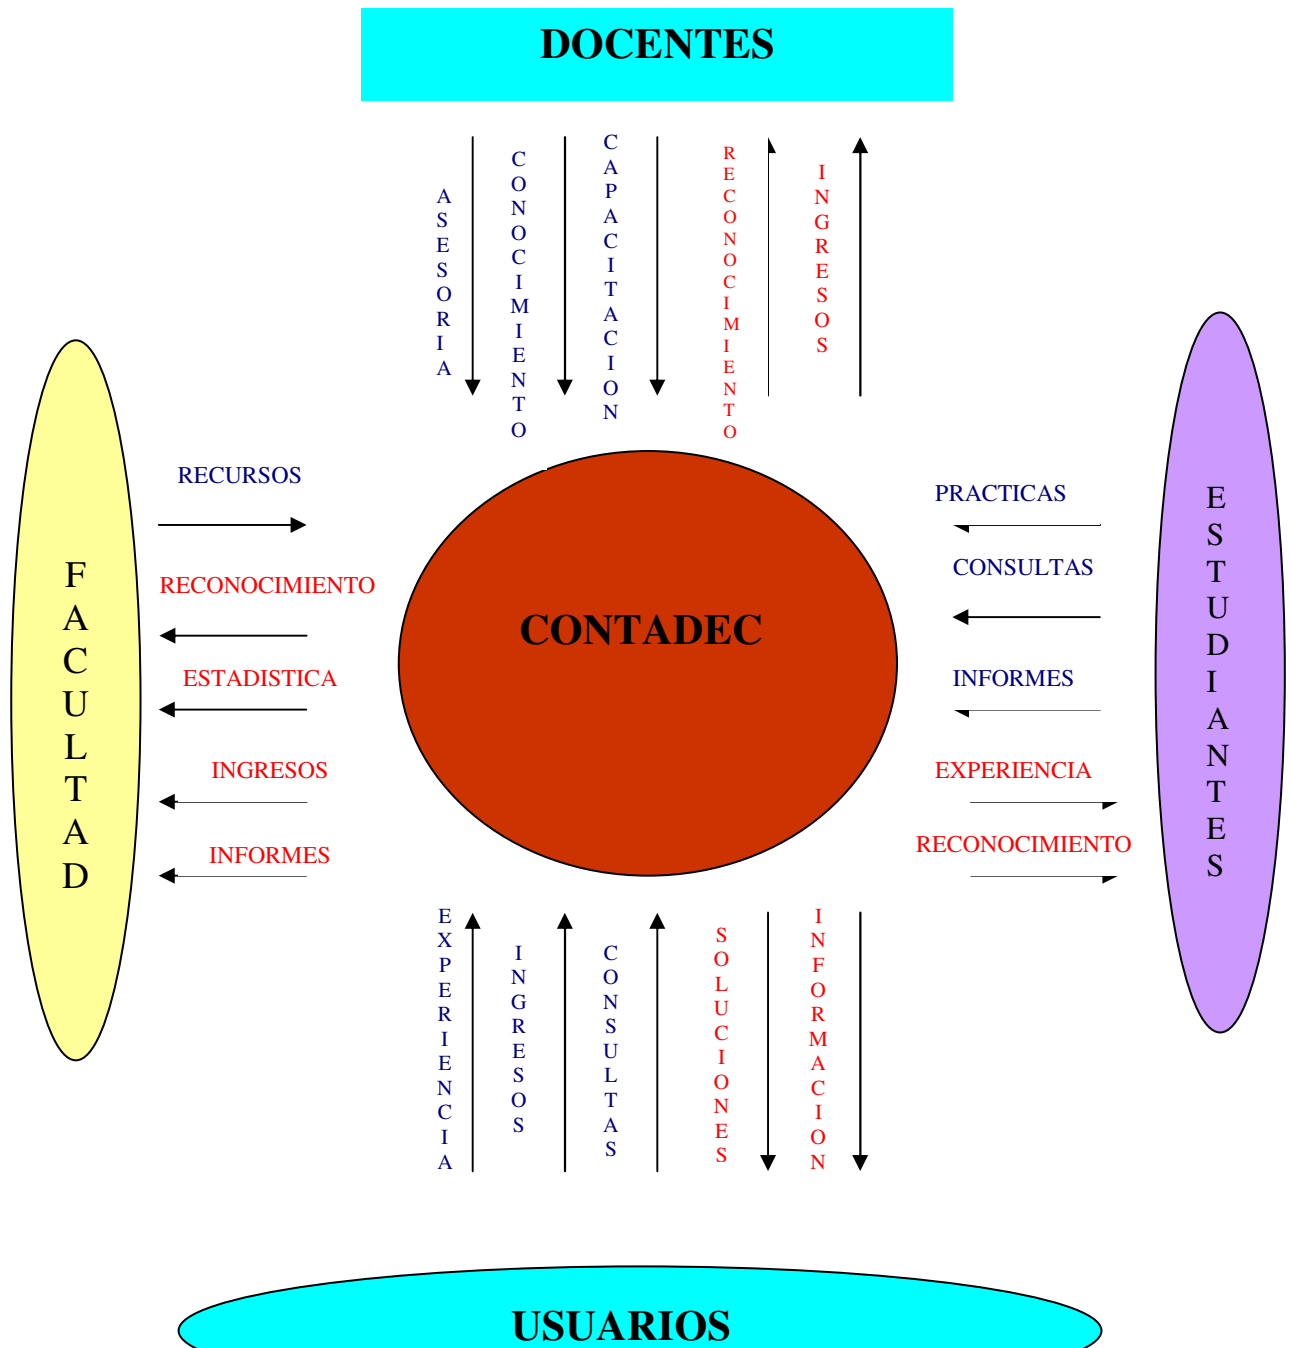 DOCENTES
ASESORIA
CONOCIMIENTO
CAPACITACION
RECONOCIMIENTO
INGRESOS
FACULTAD
RECURSOS
RECONOCIMIENTO
ESTADISTICA
INGRESOS
INFORMES
CONTADEC
PRACTICAS
CONSULTAS
INFORMES
EXPERIENCIA
RECONOCIMIENTO
ESTUDIANTES
EXPERIENCIA
INGRESOS
CONSULTAS
SOLUCIONES
INFORMACION
USUARIOS